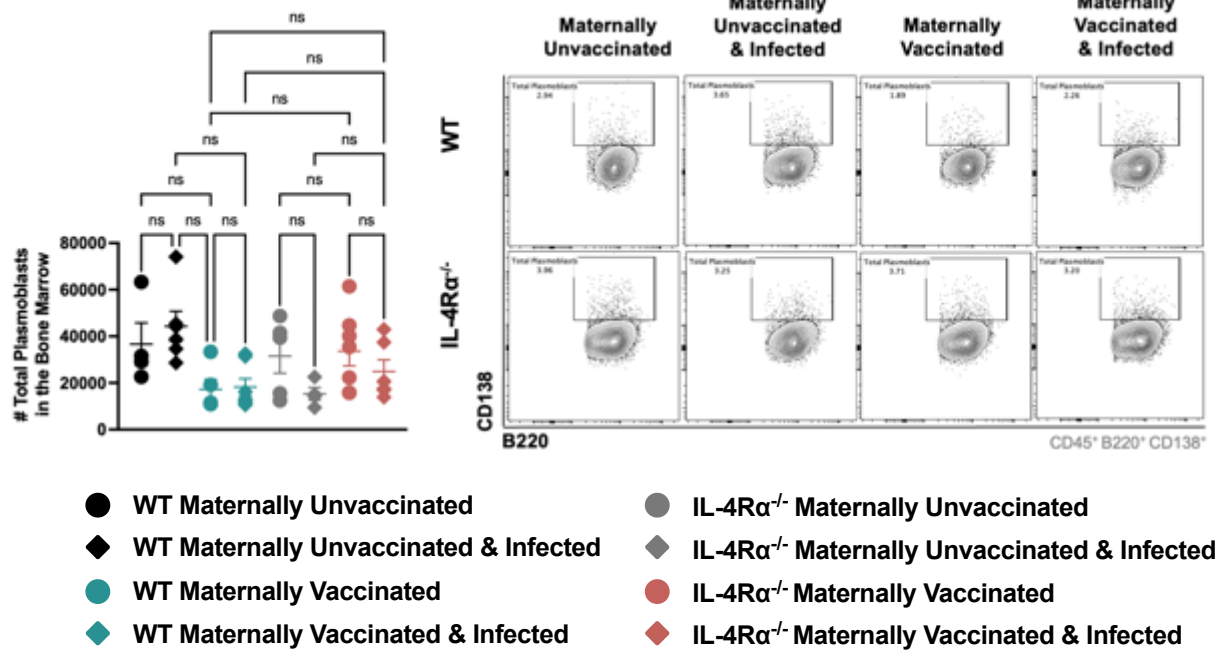 ns
ns
ns
ns
ns
ns
ns
ns ns ns ns ns
80000
60000
40000
20000
0
# Total Plasmoblasts
in the Bone Marrow
Maternally
Unvaccinated
Maternally
Unvaccinated
& Infected
Maternally
Vaccinated
Maternally
Vaccinated
& Infected
WT
Total Plasmoblasts
2.94
Total Plasmoblasts
3.65
Total Plasmoblasts
1.89
Total Plasmoblasts
2.26
IL-4Rα-/-
Total Plasmoblasts
3.96
Total Plasmoblasts
3.25
Total Plasmoblasts
3.71
Total Plasmoblasts
3.20
CD138
B220
CD45+ B220+ CD138+
WT Maternally Unvaccinated
WT Maternally Unvaccinated & Infected
WT Maternally Vaccinated
WT Maternally Vaccinated & Infected
IL-4Rα-/- Maternally Unvaccinated
IL-4Rα-/- Maternally Unvaccinated & Infected
IL-4Rα-/- Maternally Vaccinated
IL-4Rα-/- Maternally Vaccinated & Infected